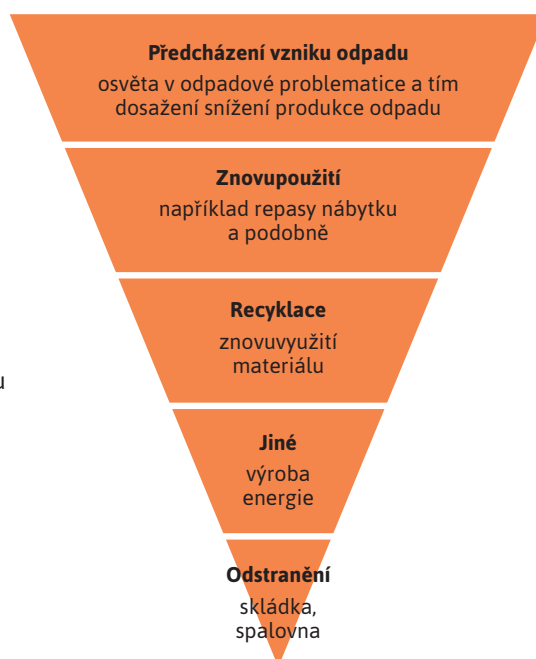 Předcházení vzniku odpadu
osvěta v odpadové problematice a tím
dosažení snížení produkce odpadu
Znovupoužití
například repasy nábytku
a podobně
Recyklace
znovuvyužití
materiálu
u
Jiné
výroba
energie
Odstranění
skládka,
spalovna